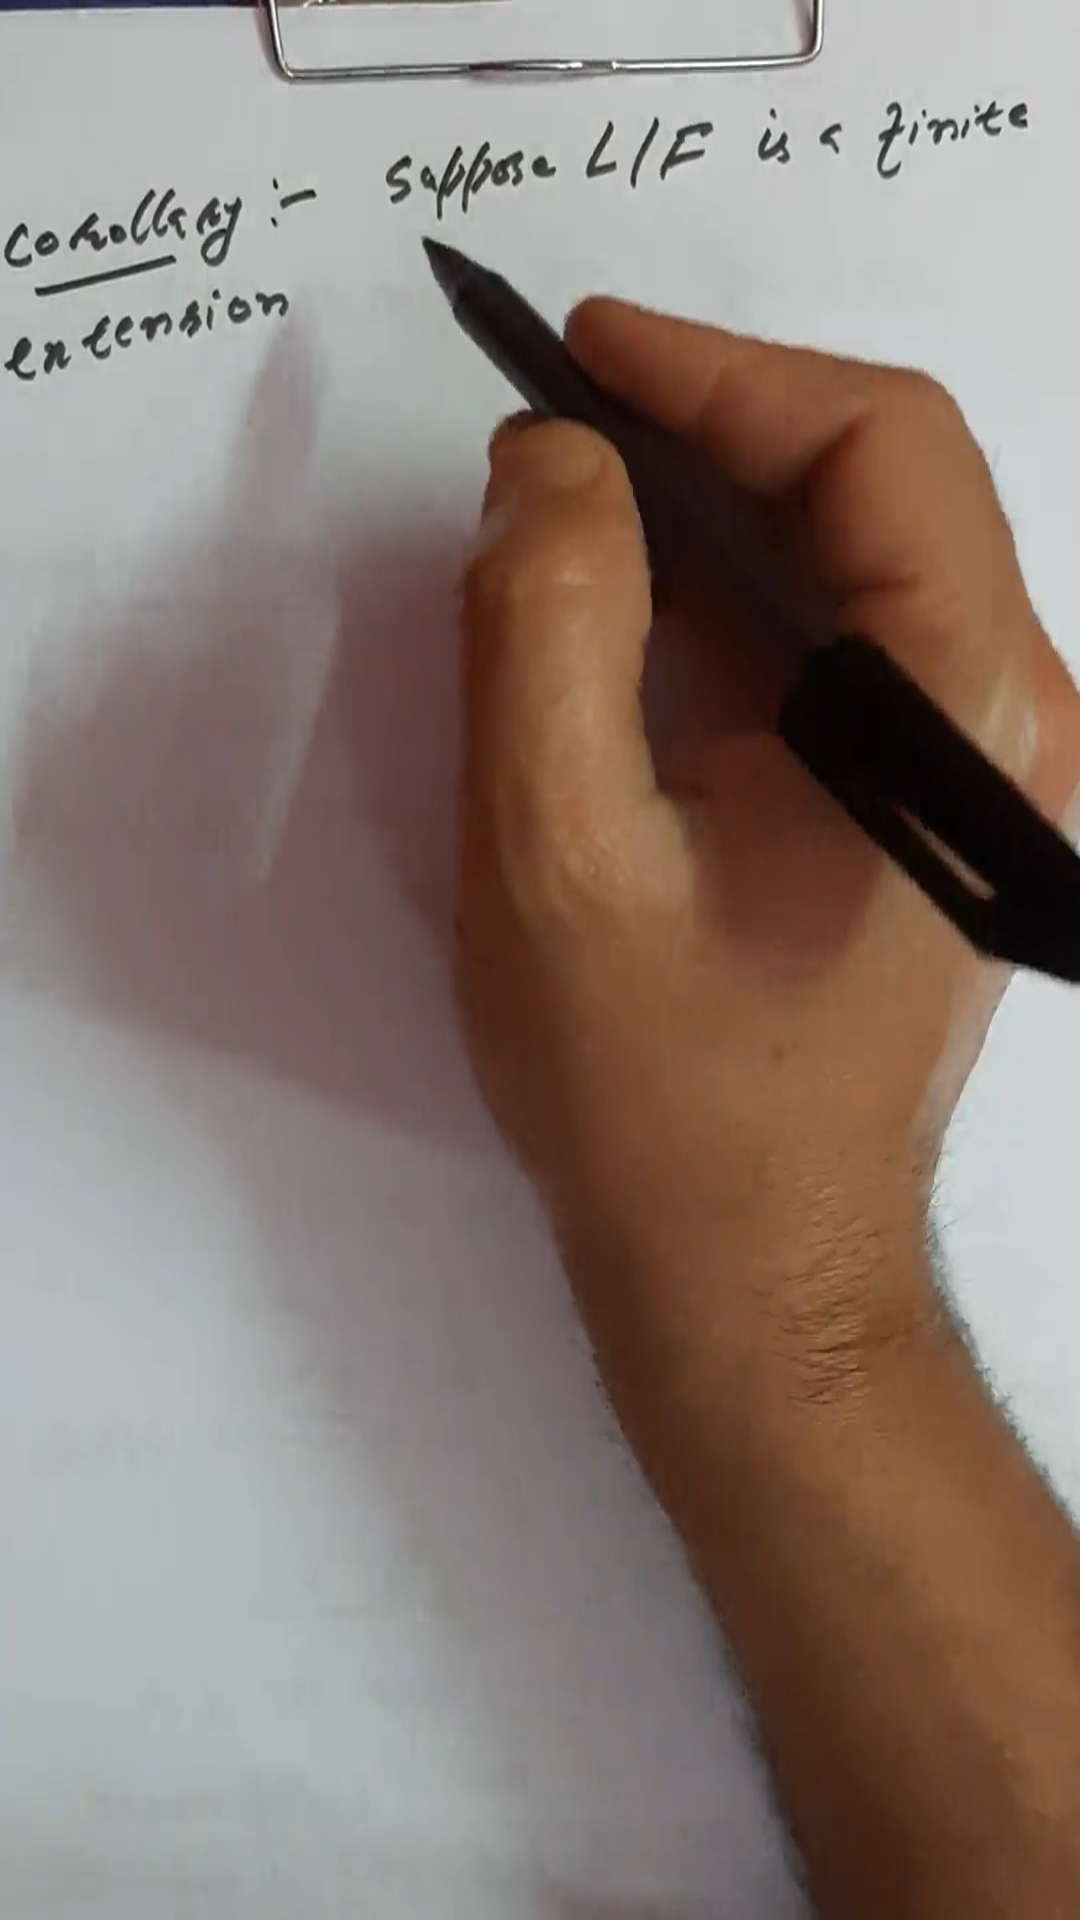 Corollary :- Suppose L/F is a finite
extension